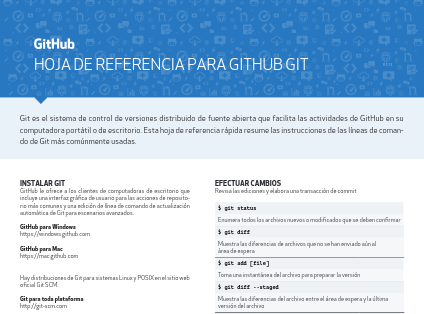 GitHub
HOJA DE REFERENCIA PARA GITHUB GIT
Git es el sistema de control de versiones distribuido de fuente abierta que facilita las actividades de GitHub en su
computadora portátil o de escritorio. Esta hoja de referencia rápida resume las instrucciones de las líneas de coman-
do de Git más comúnmente usadas.
INSTALAR GIT
GitHub le ofrece a los clientes de computadoras de escritorio que
incluye una interfaz gráfica de usuario para las acciones de reposito-
rio más comunes y una edición de línea de comando de actualización
automática de Git para escenarios avanzados.
GitHub para Windows
https://windows.github.com
GitHub para Mac
https://mac.github.com
Hay distribuciones de Git para sistemas Linux y POSIX en el sitio web
oficial Git SCM.
Git para toda plataforma
http://git-scm.com
EFECTUAR CAMBIOS
Revisa las ediciones y elabora una transacción de commit
$ git status
Enumera todos los archivos nuevos o modificados que se deben confirmar
$ git diff
Muestra las diferencias de archivos que no se han enviado aún al
área de espera
$ git add [file]
Toma una instantánea del archivo para preparar la versión
$ git diff --staged
Muestra las diferencias del archivo entre el área de espera y la última
versión del archivo